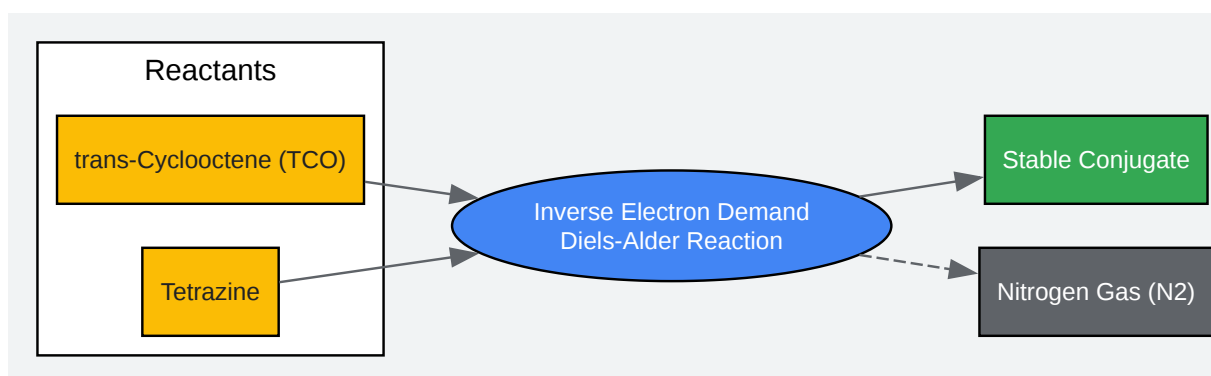 Reactants
trans-Cyclooctene (TCO)
Tetrazine
Inverse Electron Demand
Diels-Alder Reaction
Stable Conjugate
Nitrogen Gas (N2)